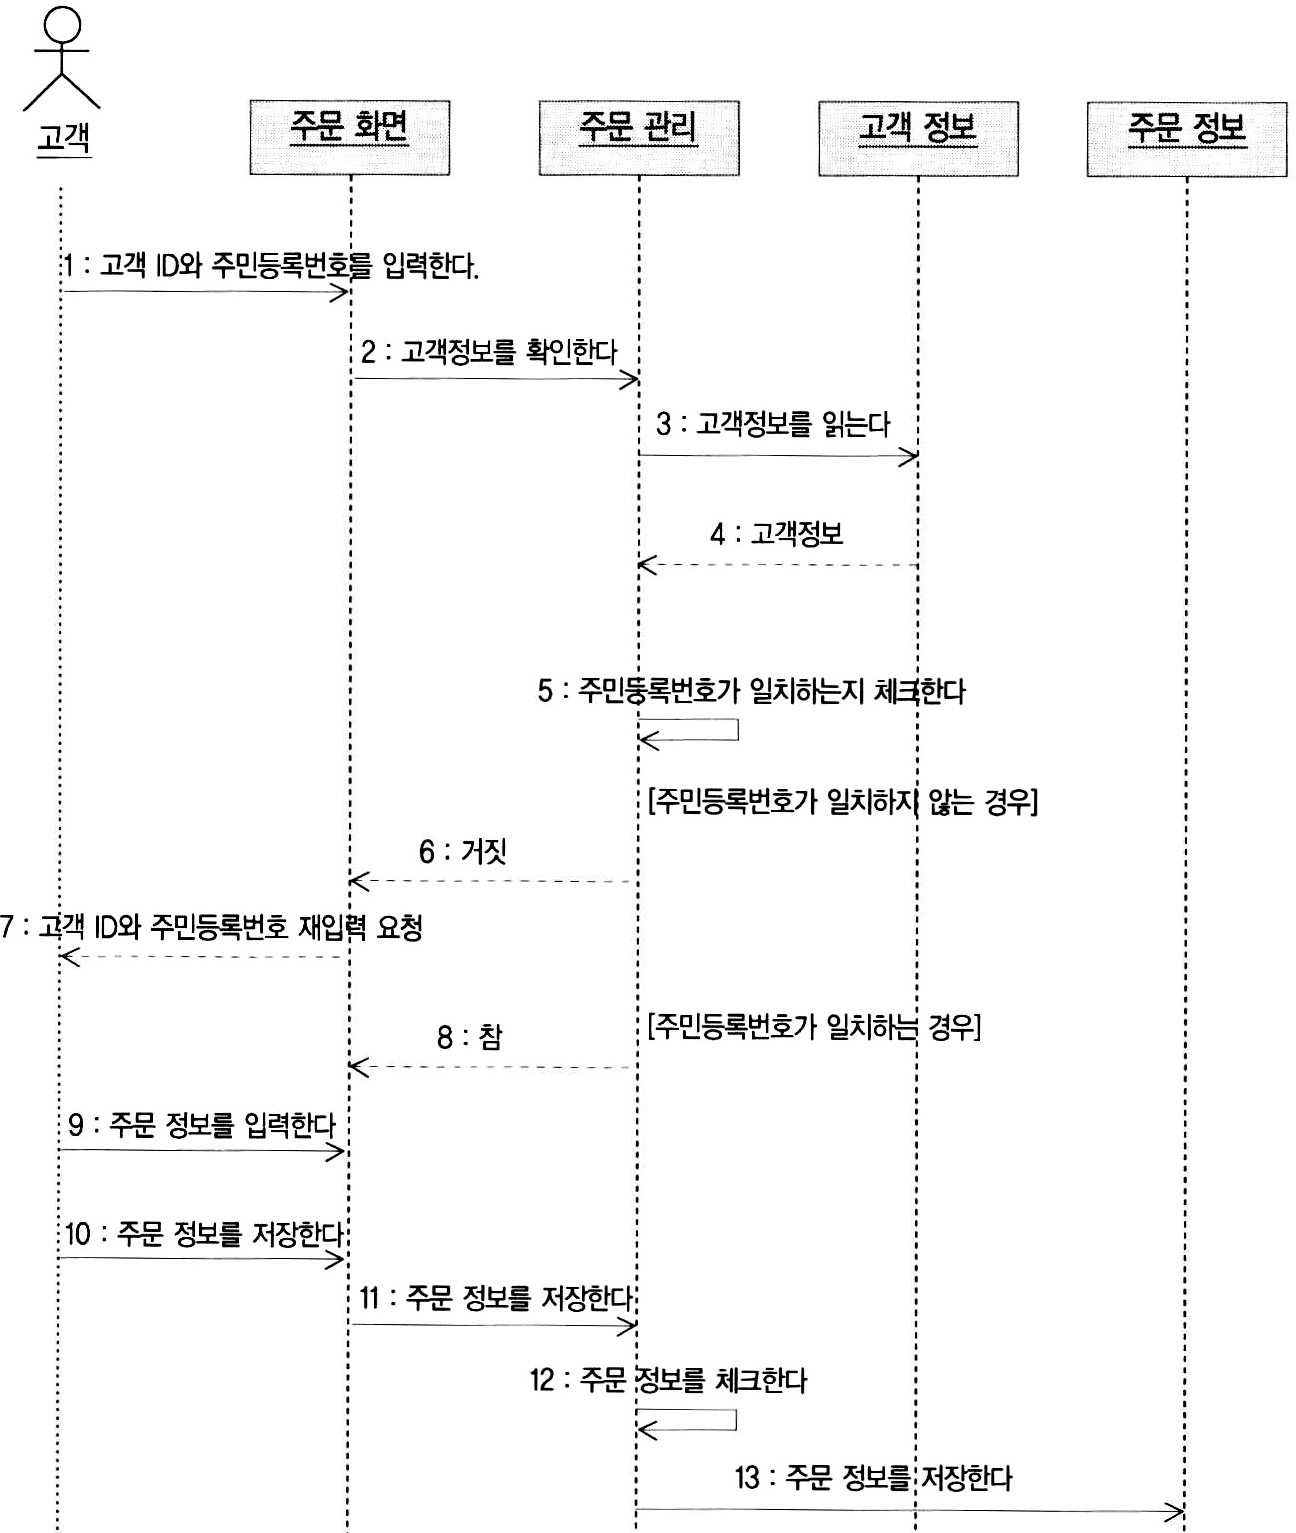 고객
주문 화면
주문 관리
고객 정보
주문 정보
1 : 고객 ID와 주민등록번호를 입력한다.
2 : 고객정보를 확인한다
3 : 고객정보를 읽는다
4 : 고객정보
5 : 주민등록번호가 일치하는지 체크한다
[주민등록번호가 일치하지 않는 경우]
6 : 거짓
7 : 고객 ID와 주민등록번호 재입력 요청
[주민등록번호가 일치하는 경우]
8 : 참
9 : 주문 정보를 입력한다
10 : 주문 정보를 저장한다
11 : 주문 정보를 저장한다
12 : 주문 정보를 체크한다
13 : 주문 정보를 저장한다